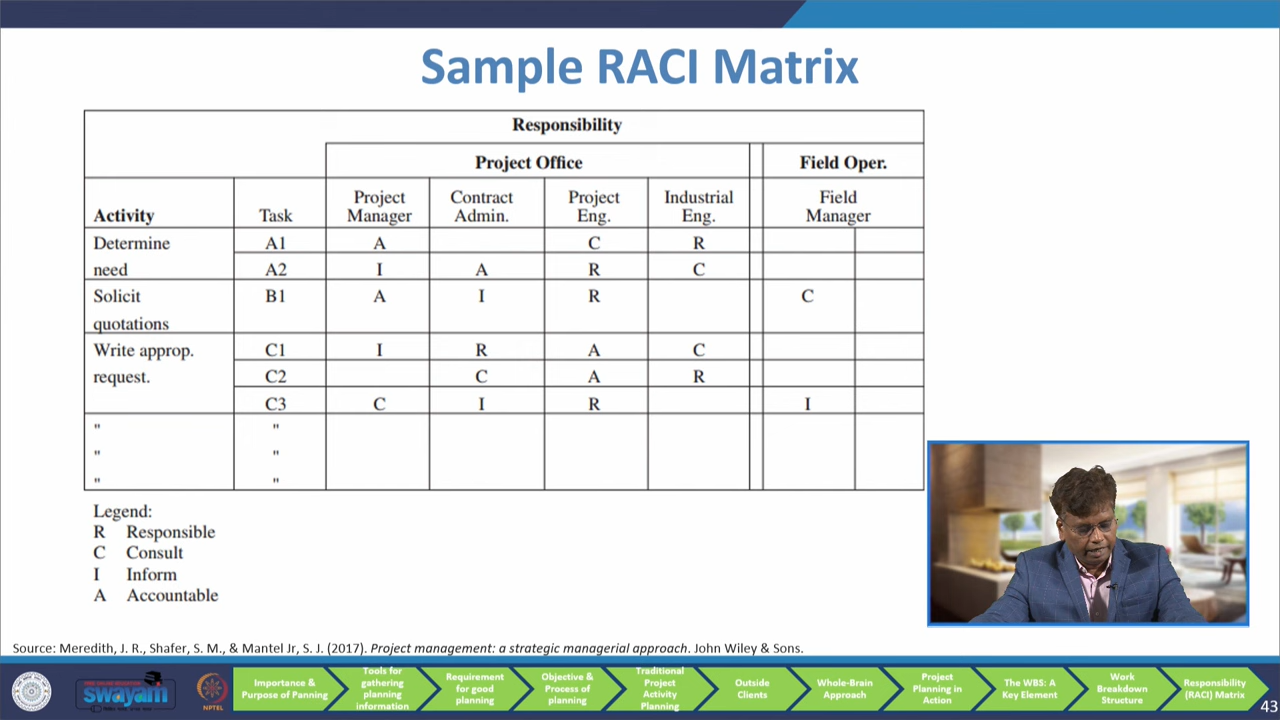 Sample RACI Matrix
Responsibility
Project Office Field Oper.
Activity Task Project Manager Contract Admin. Project Eng. Industrial Eng. Field Manager
Determine A1 A C R
need A2 I A R C
Solicit B1 A I R C
quotations
Write approp. C1 I R A C
request. C2 C A R
C3 C I R I
" "
" "
" "
Legend:
R Responsible
C Consult
I Inform
A Accountable
Source: Meredith, J. R., Shafer, S. M., & Mantel Jr, S. J. (2017). Project management: a strategic managerial approach. John Wiley & Sons.
swayam
NPTEL
Importance & Purpose of Panning
Tools for gathering planning information
Requirement for good planning
Objective & Process of planning
Traditional Project Activity Planning
Outside Clients
Whole-Brain Approach
Project Planning in Action
The WBS: A Key Element
Work Breakdown Structure
Responsibility (RACI) Matrix
43